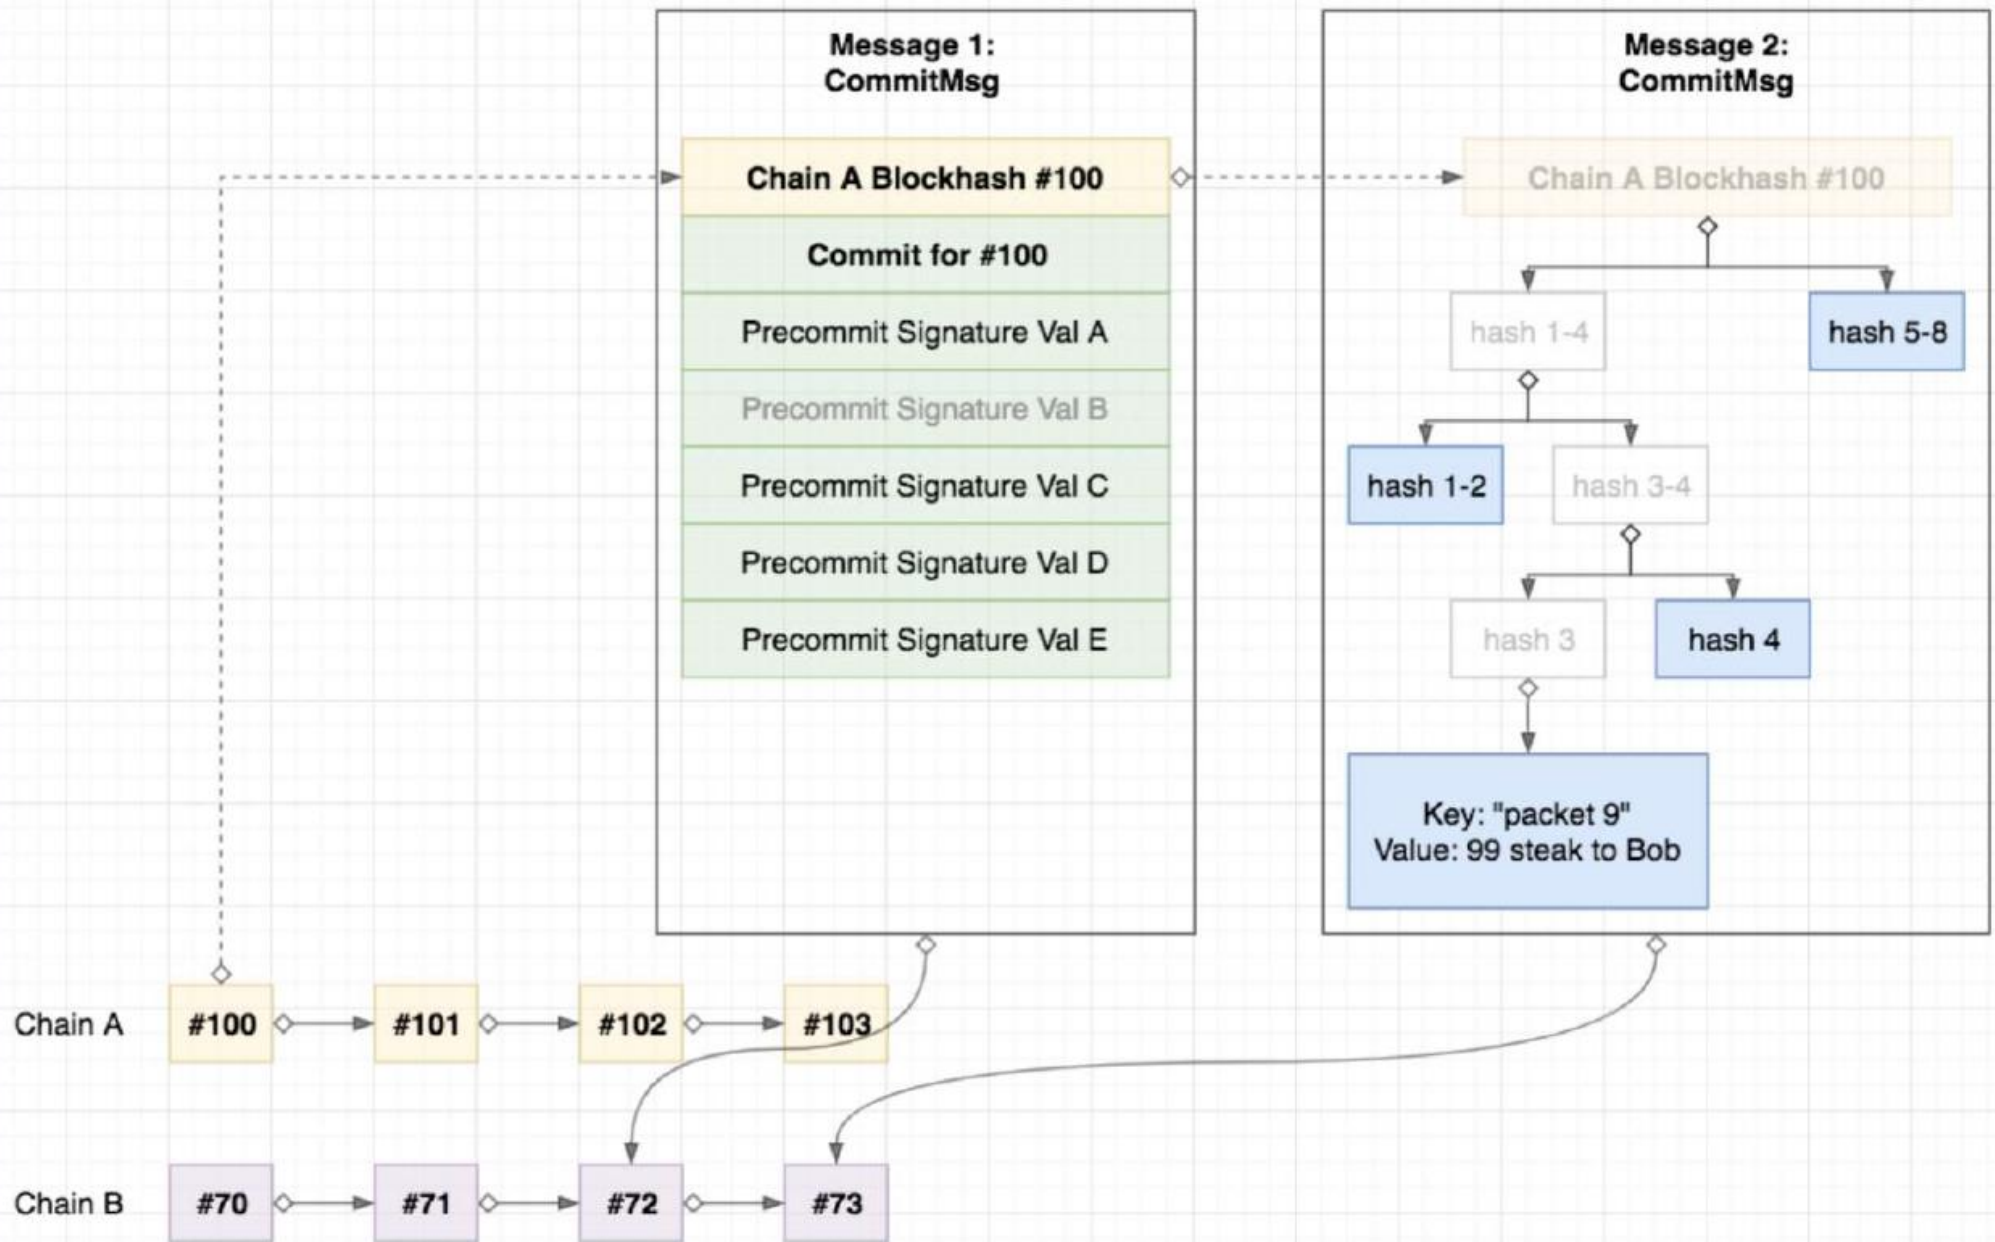 Message 1:
CommitMsg
Chain A Blockhash #100
Commit for #100
Precommit Signature Val A
Precommit Signature Val B
Precommit Signature Val C
Precommit Signature Val D
Precommit Signature Val E
Message 2:
CommitMsg
Chain A Blockhash #100
hash 1-4
hash 5-8
hash 1-2
hash 3-4
hash 3
hash 4
Key: "packet 9"
Value: 99 steak to Bob
Chain A
#100
#101
#102
#103
Chain B
#70
#71
#72
#73